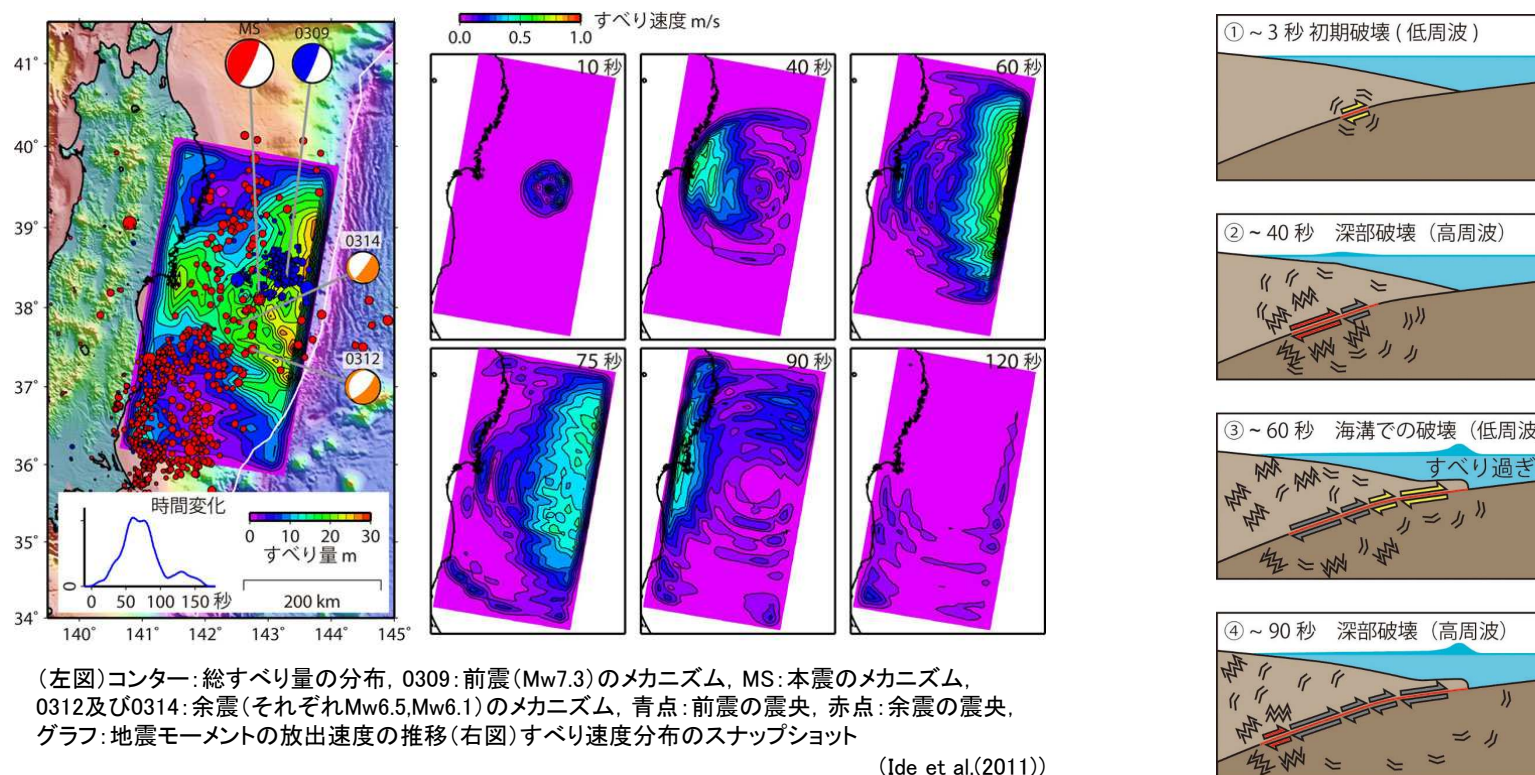 すべり速度 m/s
0.0 0.5 1.0
MS 0309
41°
40°
39°
38°
37°
36°
35°
34°
140° 141° 142° 143° 144° 145°
0314
0312
時間変化
0
0 50 100 150 秒
0 10 20 30
すべり量 m
200 km
10 秒
40 秒
60 秒
75 秒
90 秒
120 秒
①~3 秒 初期破壊 ( 低周波 )
②~40 秒 深部破壊（高周波）
③~60 秒 海溝での破壊（低周波
すべり過ぎ
④~90 秒 深部破壊（高周波）
(左図)コンター：総すべり量の分布，0309：前震(Mw7.3)のメカニズム，MS：本震のメカニズム，
0312及び0314：余震(それぞれMw6.5,Mw6.1)のメカニズム，青点：前震の震央，赤点：余震の震央，
グラフ：地震モーメントの放出速度の推移(右図)すべり速度分布のスナップショット
(Ide et al.(2011))